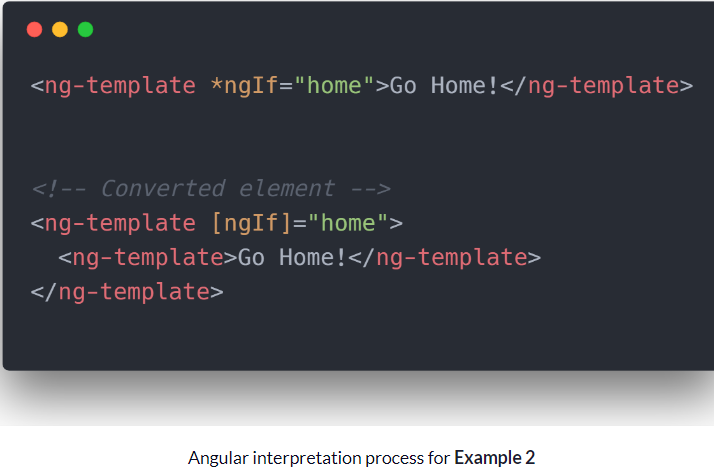 <ng-template *ngIf="home">Go Home!</ng-template>
<!-- Converted element -->
<ng-template [ngIf]="home">
  <ng-template>Go Home!</ng-template>
</ng-template>
Angular interpretation process for Example 2